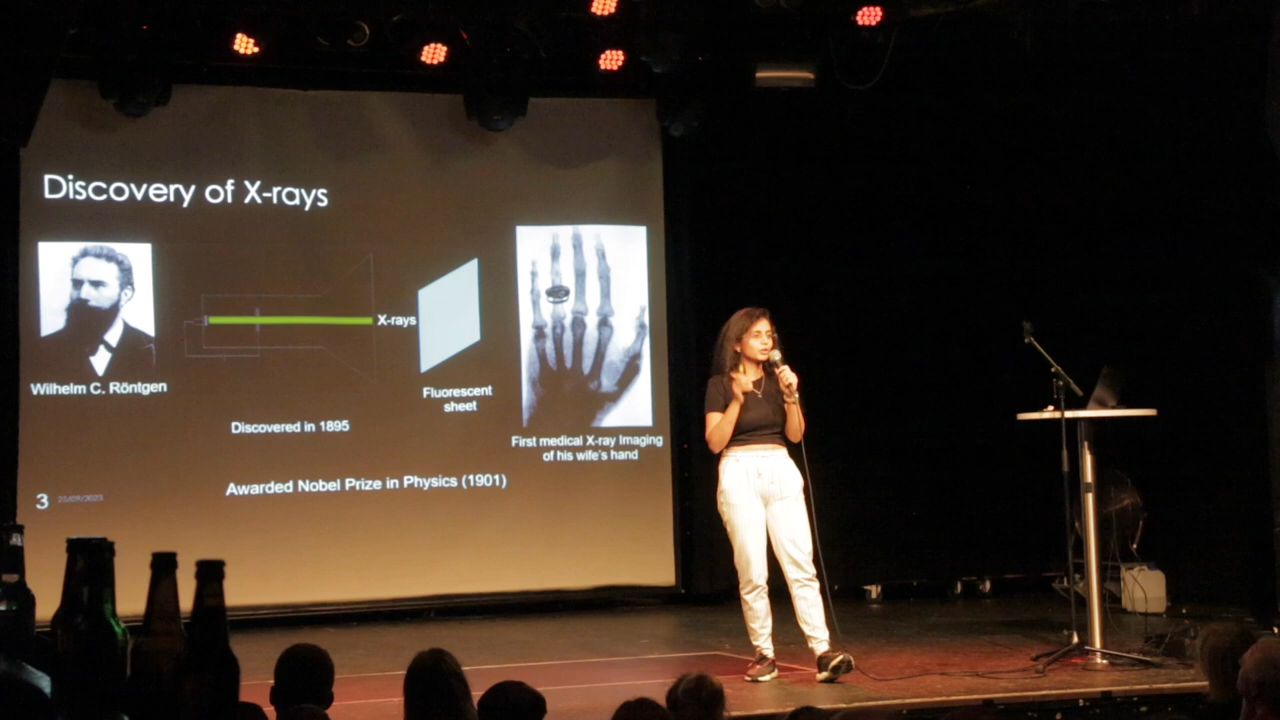 Discovery of X-rays
X-rays
Wilhelm C. Röntgen
Fluorescent
sheet
Discovered in 1895
First medical X-ray Imaging
of his wife's hand
Awarded Nobel Prize in Physics (1901)
3